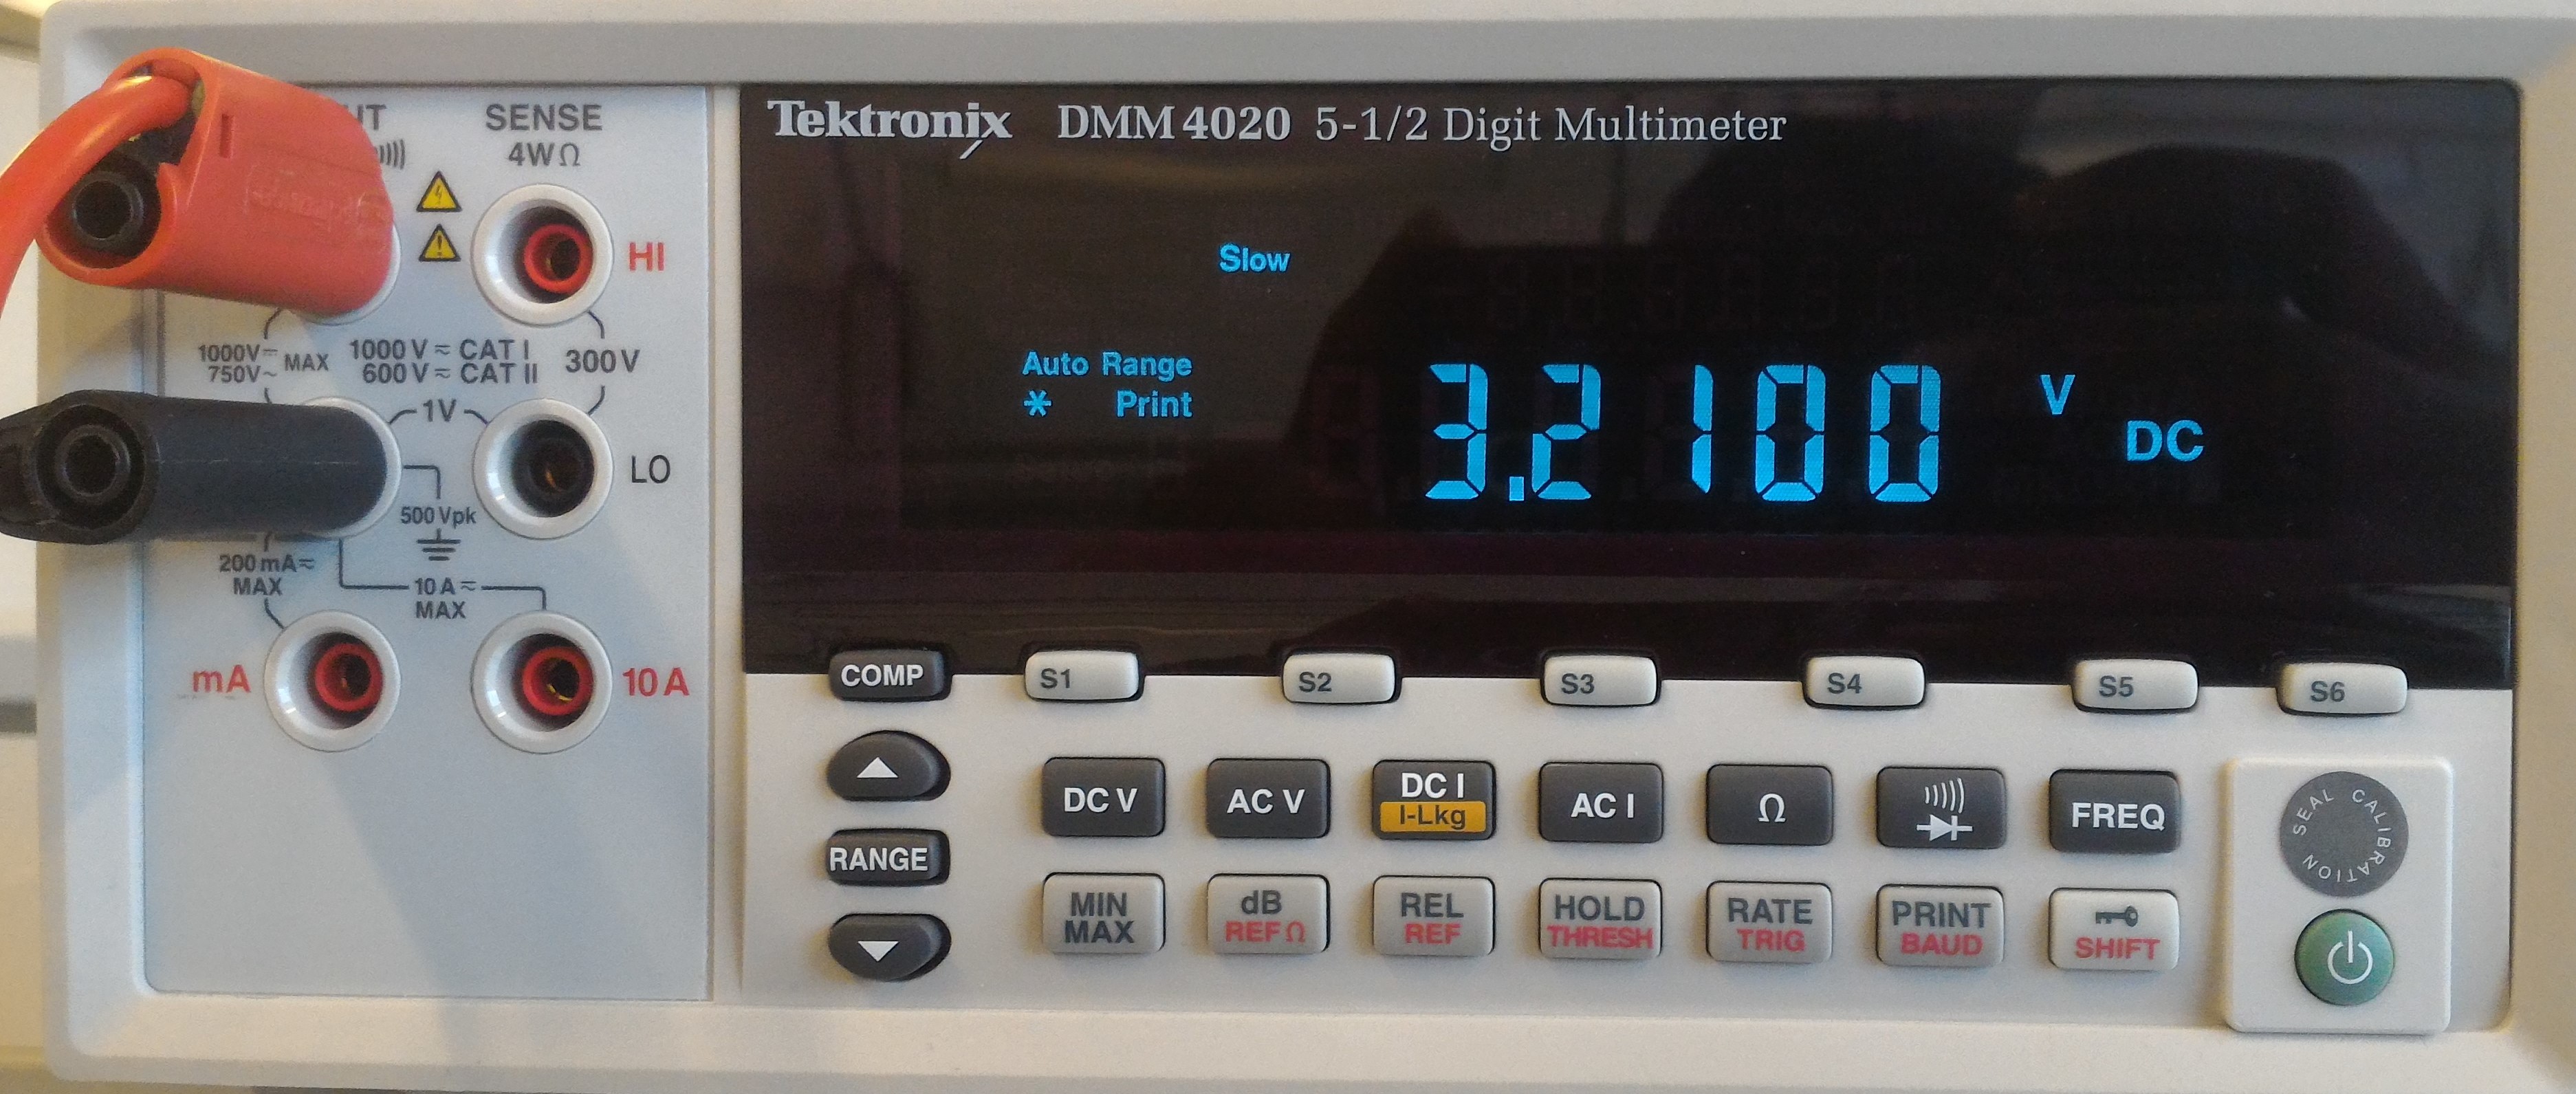 Tektronix DMM 4020 5-1/2 Digit Multimeter
SENSE
4WΩ
HI
1000V⎓ MAX
750V~
1000 V ≂ CAT I
600 V ≂ CAT II
300 V
1V
LO
500 Vpk
200 mA≂
MAX
10 A ≂
MAX
mA
10 A
Slow
Auto Range
* Print
3.2100 V DC
COMP S1 S2 S3 S4 S5 S6
RANGE
DC V AC V DC I AC I Ω FREQ
I-Lkg
MIN dB REL HOLD RATE PRINT
MAX REF Ω REF THRESH TRIG BAUD SHIFT
CALIBRATION SEAL